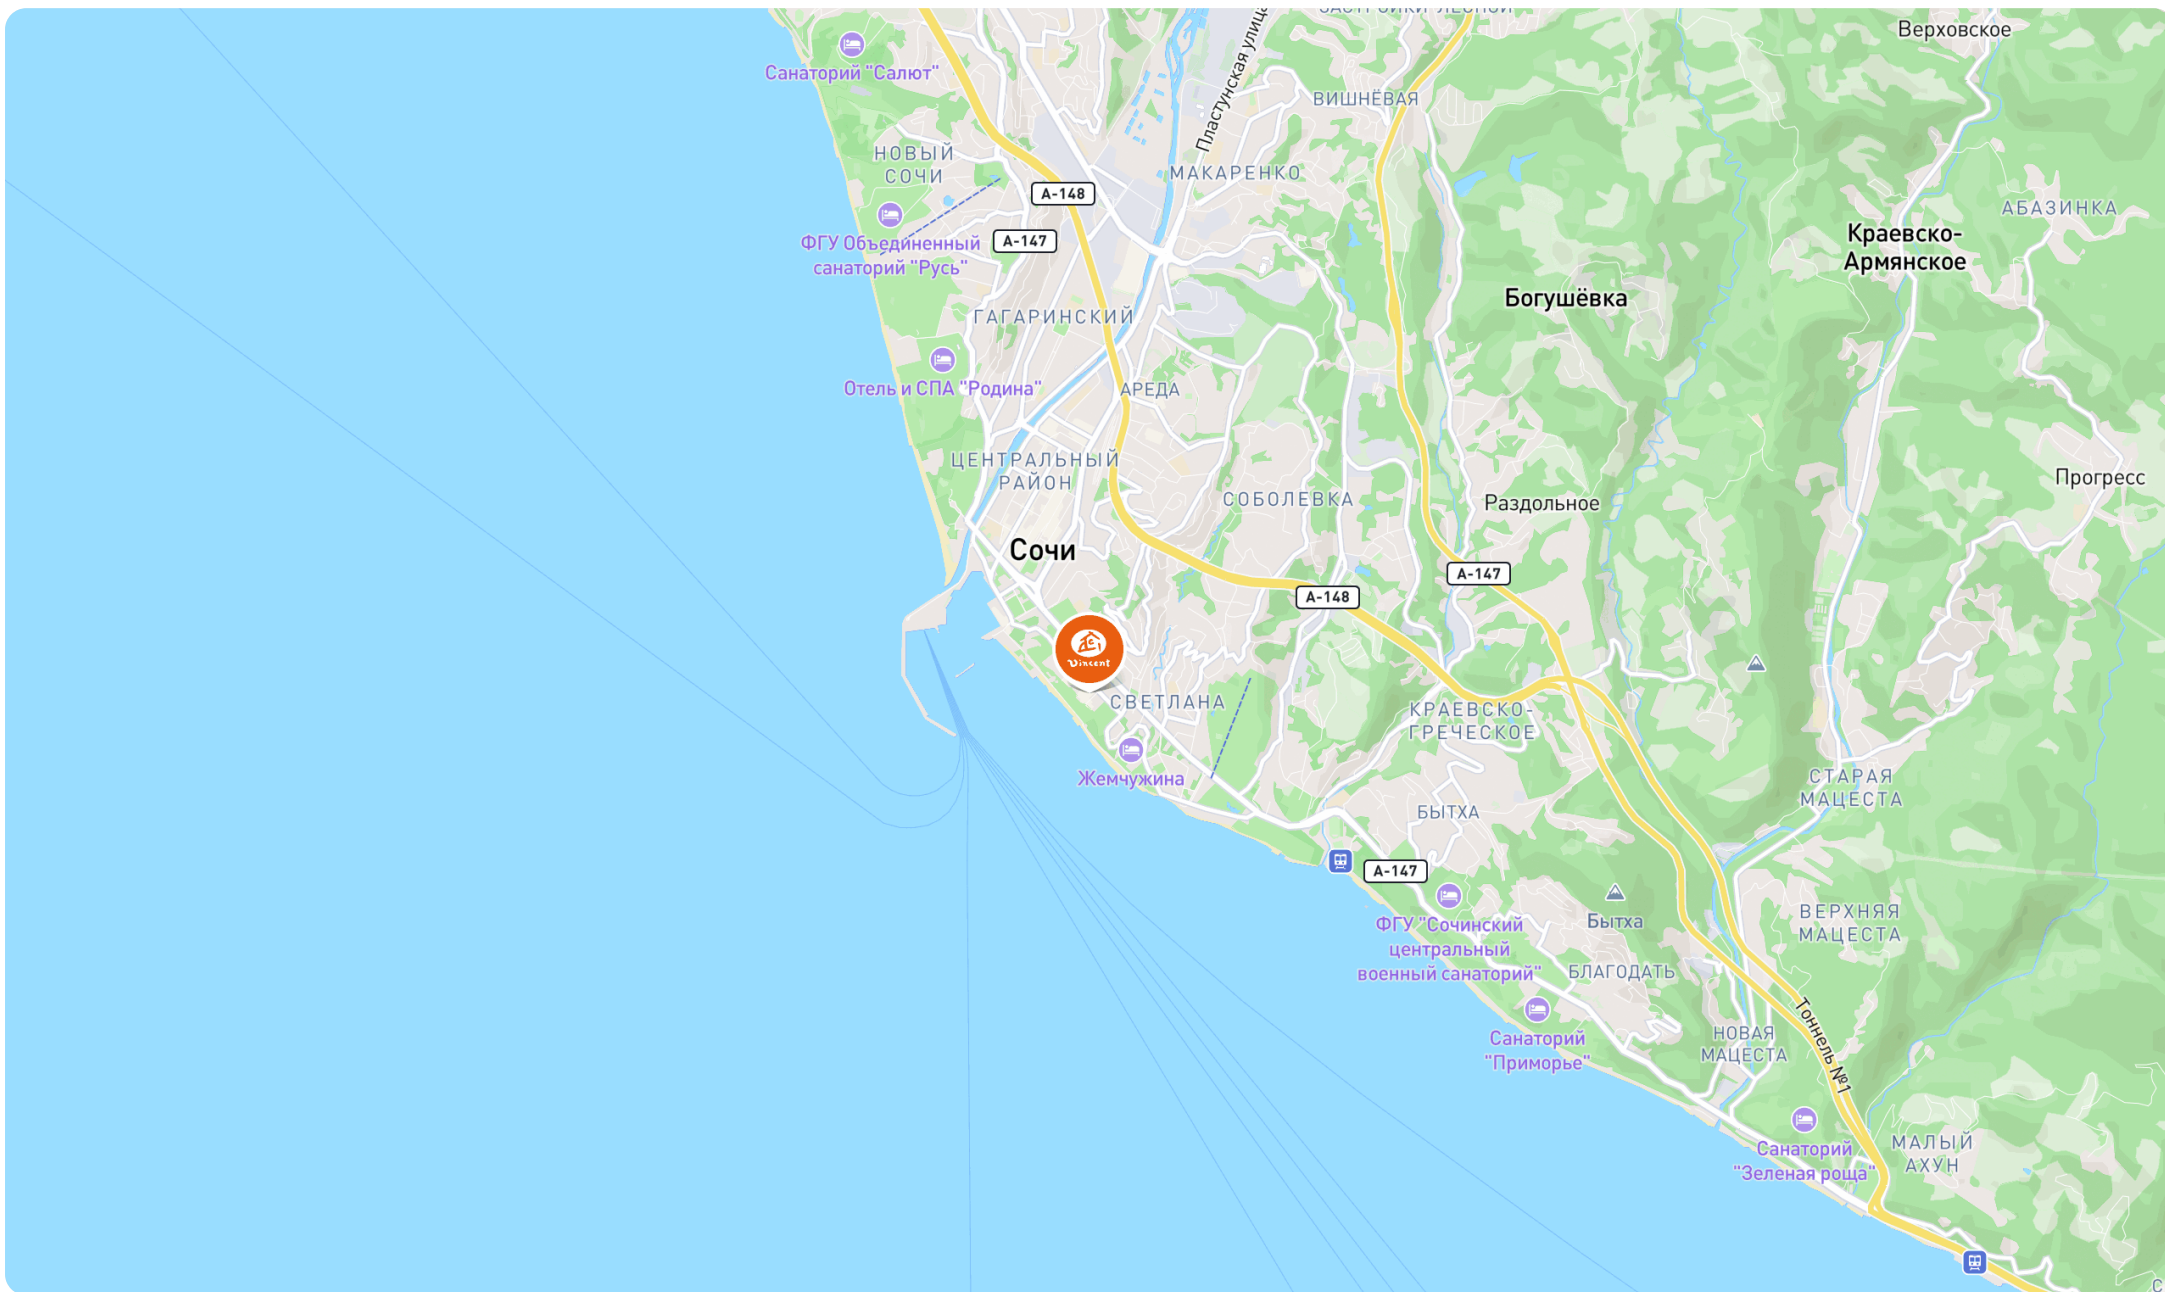 ЗАСТРОЙКИ ЛЕСНОЙ
Верховское
Санаторий "Салют"
Пластунская улица
ВИШНЁВАЯ
НОВЫЙ
СОЧИ
МАКАРЕНКО
А-148
АБАЗИНКА
ФГУ Объединенный
санаторий "Русь"
А-147
Краевско-
Армянское
Богушёвка
ГАГАРИНСКИЙ
Отель и СПА "Родина"
АРЕДА
ЦЕНТРАЛЬНЫЙ
РАЙОН
СОБОЛЕВКА
Раздольное
Прогресс
Сочи
А-147
А-148
Vincent
СВЕТЛАНА
КРАЕВСКО-
ГРЕЧЕСКОЕ
Жемчужина
СТАРАЯ
МАЦЕСТА
БЫТХА
А-147
ФГУ "Сочинский
центральный
военный санаторий"
Бытха
ВЕРХНЯЯ
МАЦЕСТА
БЛАГОДАТЬ
Санаторий
"Приморье"
НОВАЯ
МАЦЕСТА
Тоннель №1
Санаторий
"Зеленая роща"
МАЛЫЙ
АХУН